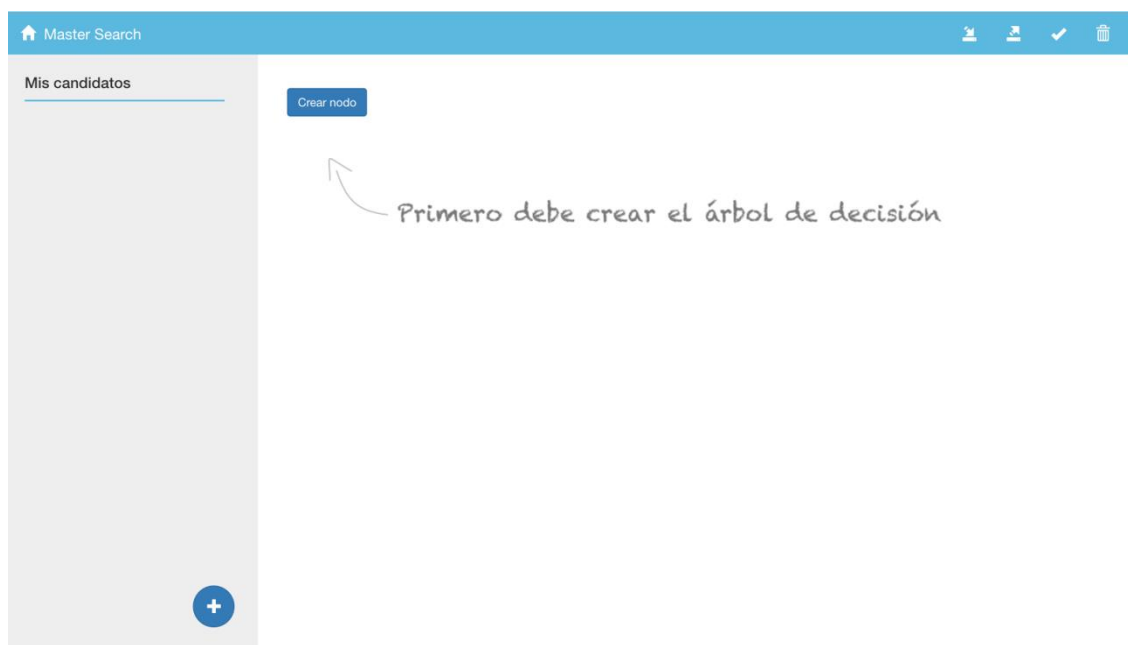 Master Search
Mis candidatos
Crear nodo
Primero debe crear el árbol de decisión